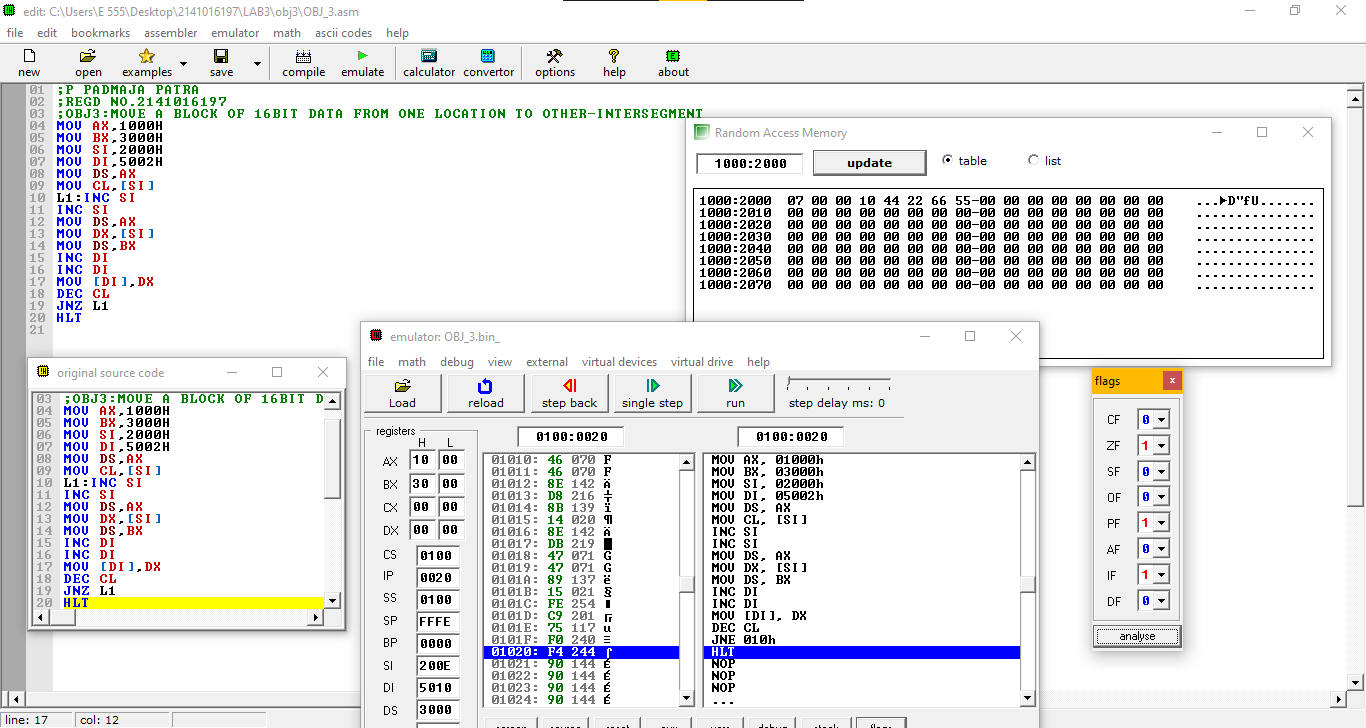 edit: C:\Users\E 555\Desktop\2141016197\LAB3\obj3\OBJ_3.asm
file edit bookmarks assembler emulator math ascii codes help
new open examples save compile emulate calculator convertor options help about
01 ;P PADMAJA PATRA
02 ;REGD NO.2141016197
03 ;OBJ3:MOVE A BLOCK OF 16BIT DATA FROM ONE LOCATION TO OTHER-INTERSEGMENT
04 MOV AX,1000H
05 MOV BX,3000H
06 MOV SI,2000H
07 MOV DI,5002H
08 MOV DS,AX
09 MOV CL,[SI]
10 L1:INC SI
11 INC SI
12 MOV DS,AX
13 MOV DX,[SI]
14 MOV DS,BX
15 INC DI
16 INC DI
17 MOV [DI],DX
18 DEC CL
19 JNZ L1
20 HLT
21
Random Access Memory
1000:2000 update table list
1000:2000 07 00 00 10 44 22 66 55-00 00 00 00 00 00 00 00 ...►D"fU........
1000:2010 00 00 00 00 00 00 00 00-00 00 00 00 00 00 00 00 ................
1000:2020 00 00 00 00 00 00 00 00-00 00 00 00 00 00 00 00 ................
1000:2030 00 00 00 00 00 00 00 00-00 00 00 00 00 00 00 00 ................
1000:2040 00 00 00 00 00 00 00 00-00 00 00 00 00 00 00 00 ................
1000:2050 00 00 00 00 00 00 00 00-00 00 00 00 00 00 00 00 ................
1000:2060 00 00 00 00 00 00 00 00-00 00 00 00 00 00 00 00 ................
1000:2070 00 00 00 00 00 00 00 00-00 00 00 00 00 00 00 00 ................
original source code
03 ;OBJ3:MOVE A BLOCK OF 16BIT D
04 MOV AX,1000H
05 MOV BX,3000H
06 MOV SI,2000H
07 MOV DI,5002H
08 MOV DS,AX
09 MOV CL,[SI]
10 L1:INC SI
11 INC SI
12 MOV DS,AX
13 MOV DX,[SI]
14 MOV DS,BX
15 INC DI
16 INC DI
17 MOV [DI],DX
18 DEC CL
19 JNZ L1
20 HLT
emulator: OBJ_3.bin_
file math debug view external virtual devices virtual drive help
Load reload step back single step run step delay ms: 0
registers
H L
AX 10 00
BX 30 00
CX 00 00
DX 00 00
CS 0100
IP 0020
SS 0100
SP FFFE
BP 0000
SI 200E
DI 5010
DS 3000
0100:0020
01010: 46 070 F
01011: 46 070 F
01012: 8E 142 Ä
01013: D8 216 ╪
01014: 8B 139 ï
01015: 14 020 ¶
01016: 8E 142 Ä
01017: DB 219 █
01018: 47 071 G
01019: 47 071 G
0101A: 89 137 ë
0101B: 15 021 §
0101C: FE 254 ■
0101D: C9 201 ╔
0101E: 75 117 u
0101F: F0 240 ≡
01020: F4 244 ⌠
01021: 90 144 É
01022: 90 144 É
01023: 90 144 É
01024: 90 144 É
0100:0020
MOV AX, 01000h
MOV BX, 03000h
MOV SI, 02000h
MOV DI, 05002h
MOV DS, AX
MOV CL, [SI]
INC SI
INC SI
MOV DS, AX
MOV DX, [SI]
MOV DS, BX
INC DI
INC DI
MOV [DI], DX
DEC CL
JNE 010h
HLT
NOP
NOP
NOP
...
flags
CF 0
ZF 1
SF 0
OF 0
PF 1
AF 0
IF 1
DF 0
analyse
line: 17 col: 12